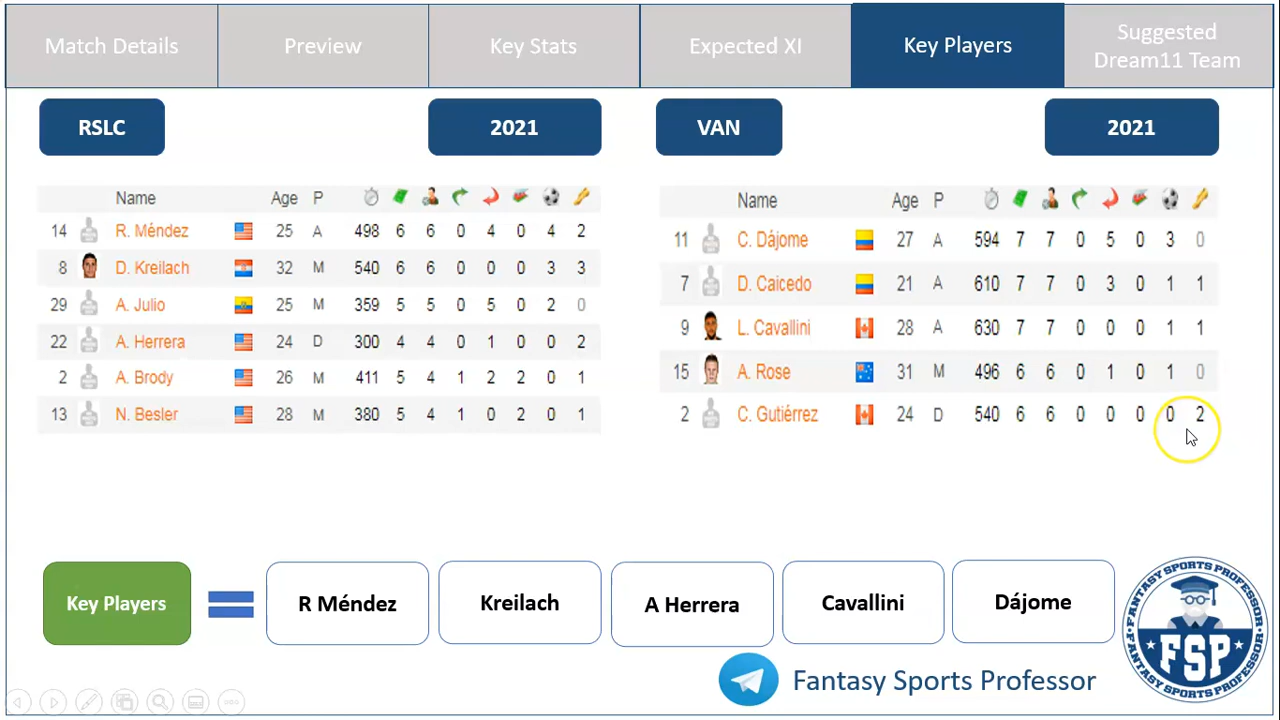 Match Details
Preview
Key Stats
Expected XI
Key Players
Suggested
Dream11 Team
RSLC
2021
VAN
2021
Name Age P
14 R. Méndez 25 A 498 6 6 0 4 0 4 2
8 D. Kreilach 32 M 540 6 6 0 0 0 3 3
29 A. Julio 25 M 359 5 5 0 5 0 2 0
22 A. Herrera 24 D 300 4 4 0 1 0 0 2
2 A. Brody 26 M 411 5 4 1 2 2 0 1
13 N. Besler 28 M 380 5 4 1 0 2 0 1
Name Age P
11 C. Dájome 27 A 594 7 7 0 5 0 3 0
7 D. Caicedo 21 A 610 7 7 0 3 0 1 1
9 L. Cavallini 28 A 630 7 7 0 0 0 1 1
15 A. Rose 31 M 496 6 6 0 1 0 1 0
2 C. Gutiérrez 24 D 540 6 6 0 0 0 0 2
Key Players
R Méndez
Kreilach
A Herrera
Cavallini
Dájome
Fantasy Sports Professor
FANTASY SPORTS PROFESSOR
FSP
FANTASY SPORTS PROFESSOR